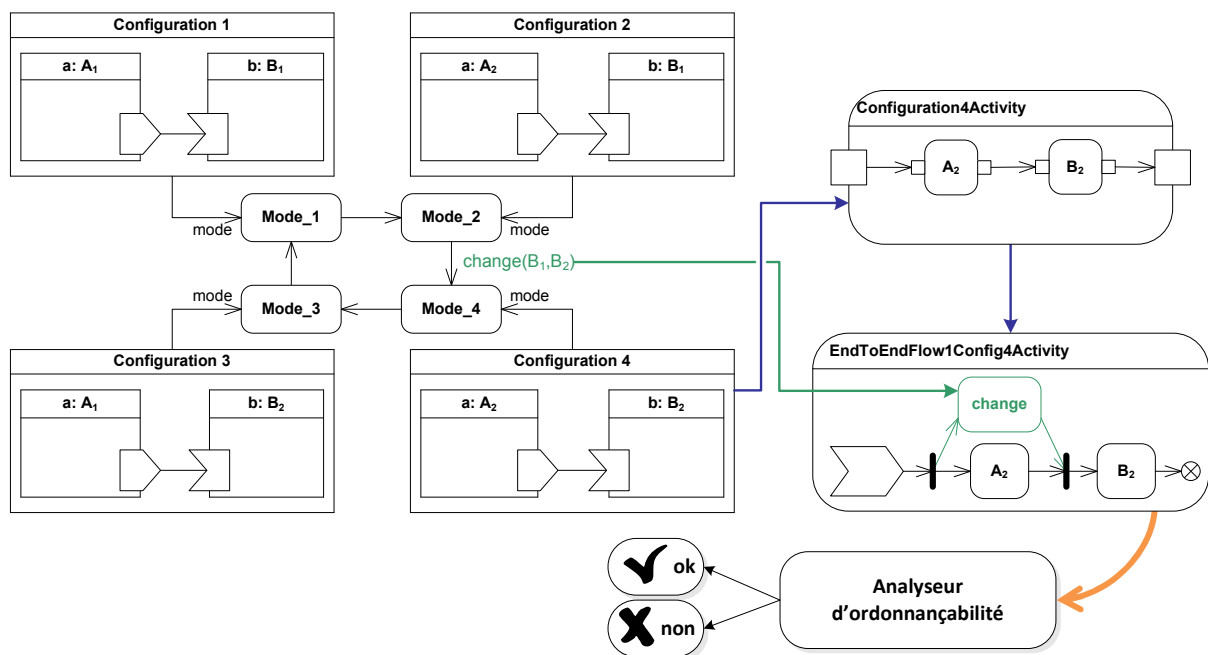 Configuration 1
a: A₁
b: B₁
Configuration 2
a: A₂
b: B₁
Configuration4Activity
A₂
B₂
mode
Mode_1
Mode_2
mode
change(B₁,B₂)
mode
Mode_3
Mode_4
mode
Configuration 3
a: A₁
b: B₂
Configuration 4
a: A₂
b: B₂
EndToEndFlow1Config4Activity
change
A₂
B₂
ok
non
Analyseur
d'ordonnançabilité